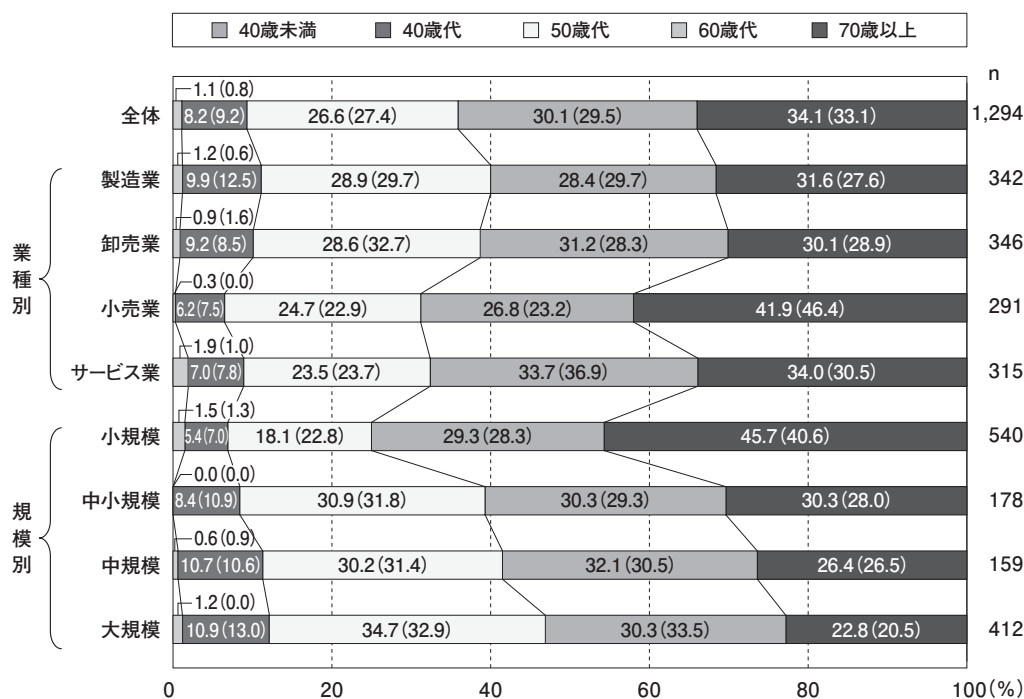 40歳未満 40歳代 50歳代 60歳代 70歳以上
n
1.1(0.8)
全体 8.2(9.2) 26.6(27.4) 30.1(29.5) 34.1(33.1) 1,294
1.2(0.6)
製造業 9.9(12.5) 28.9(29.7) 28.4(29.7) 31.6(27.6) 342
0.9(1.6)
卸売業 9.2(8.5) 28.6(32.7) 31.2(28.3) 30.1(28.9) 346
業種別
0.3(0.0)
小売業 6.2(7.5) 24.7(22.9) 26.8(23.2) 41.9(46.4) 291
1.9(1.0)
サービス業 7.0(7.8) 23.5(23.7) 33.7(36.9) 34.0(30.5) 315
1.5(1.3)
小規模 5.4(7.0) 18.1(22.8) 29.3(28.3) 45.7(40.6) 540
0.0(0.0)
中小規模 8.4(10.9) 30.9(31.8) 30.3(29.3) 30.3(28.0) 178
規模別
0.6(0.9)
中規模 10.7(10.6) 30.2(31.4) 32.1(30.5) 26.4(26.5) 159
1.2(0.0)
大規模 10.9(13.0) 34.7(32.9) 30.3(33.5) 22.8(20.5) 412
0 20 40 60 80 100(%)